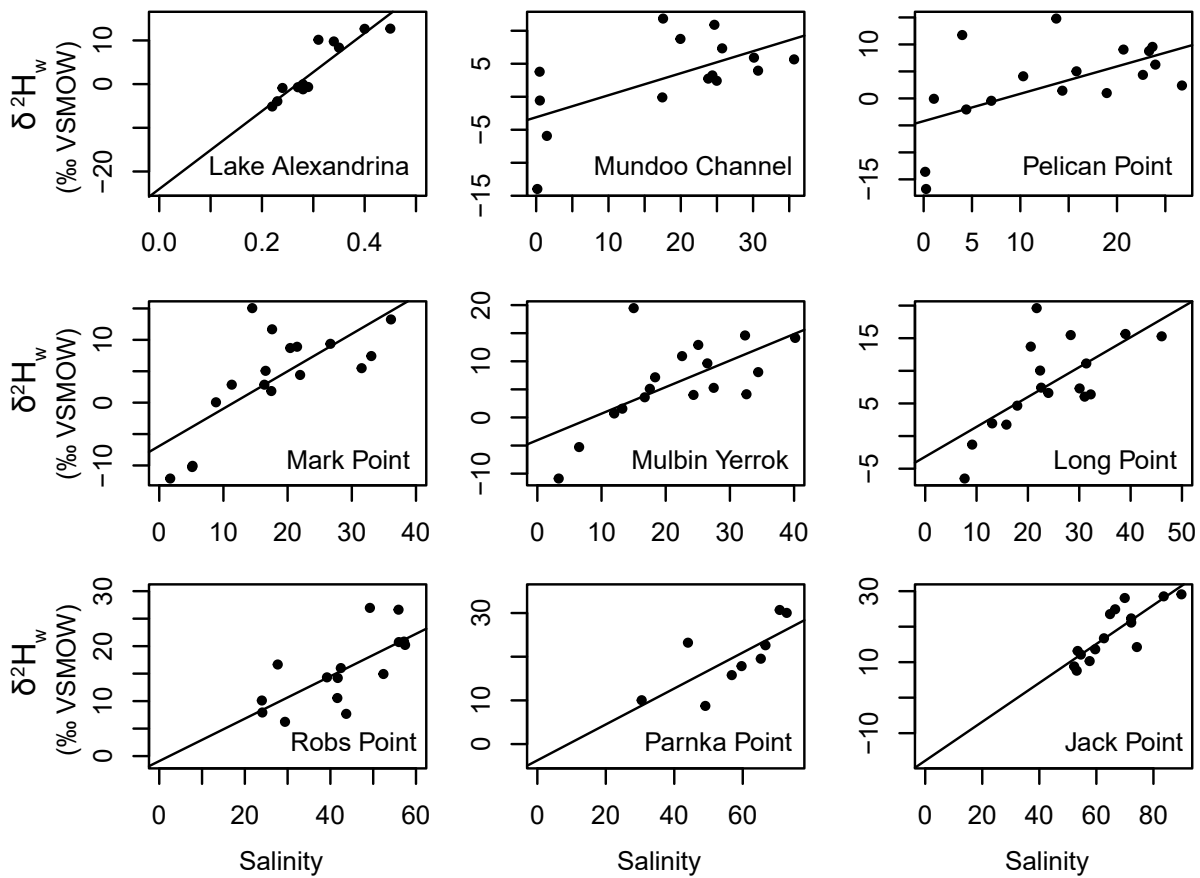 δ²Hw
(‰ VSMOW)
10
0
−20
Lake Alexandrina
0.0 0.2 0.4
5
−5
−15
Mundoo Channel
0 10 20 30
10
0
−15
Pelican Point
0 5 10 20
δ²Hw
(‰ VSMOW)
10
0
−10
Mark Point
0 10 20 30 40
20
10
0
−10
Mulbin Yerrok
0 10 20 30 40
15
5
−5
Long Point
0 10 20 30 40 50
δ²Hw
(‰ VSMOW)
30
20
10
0
Robs Point
0 20 40 60
Salinity
30
10
0
Parnka Point
0 20 40 60
Salinity
30
10
−10
Jack Point
0 20 40 60 80
Salinity